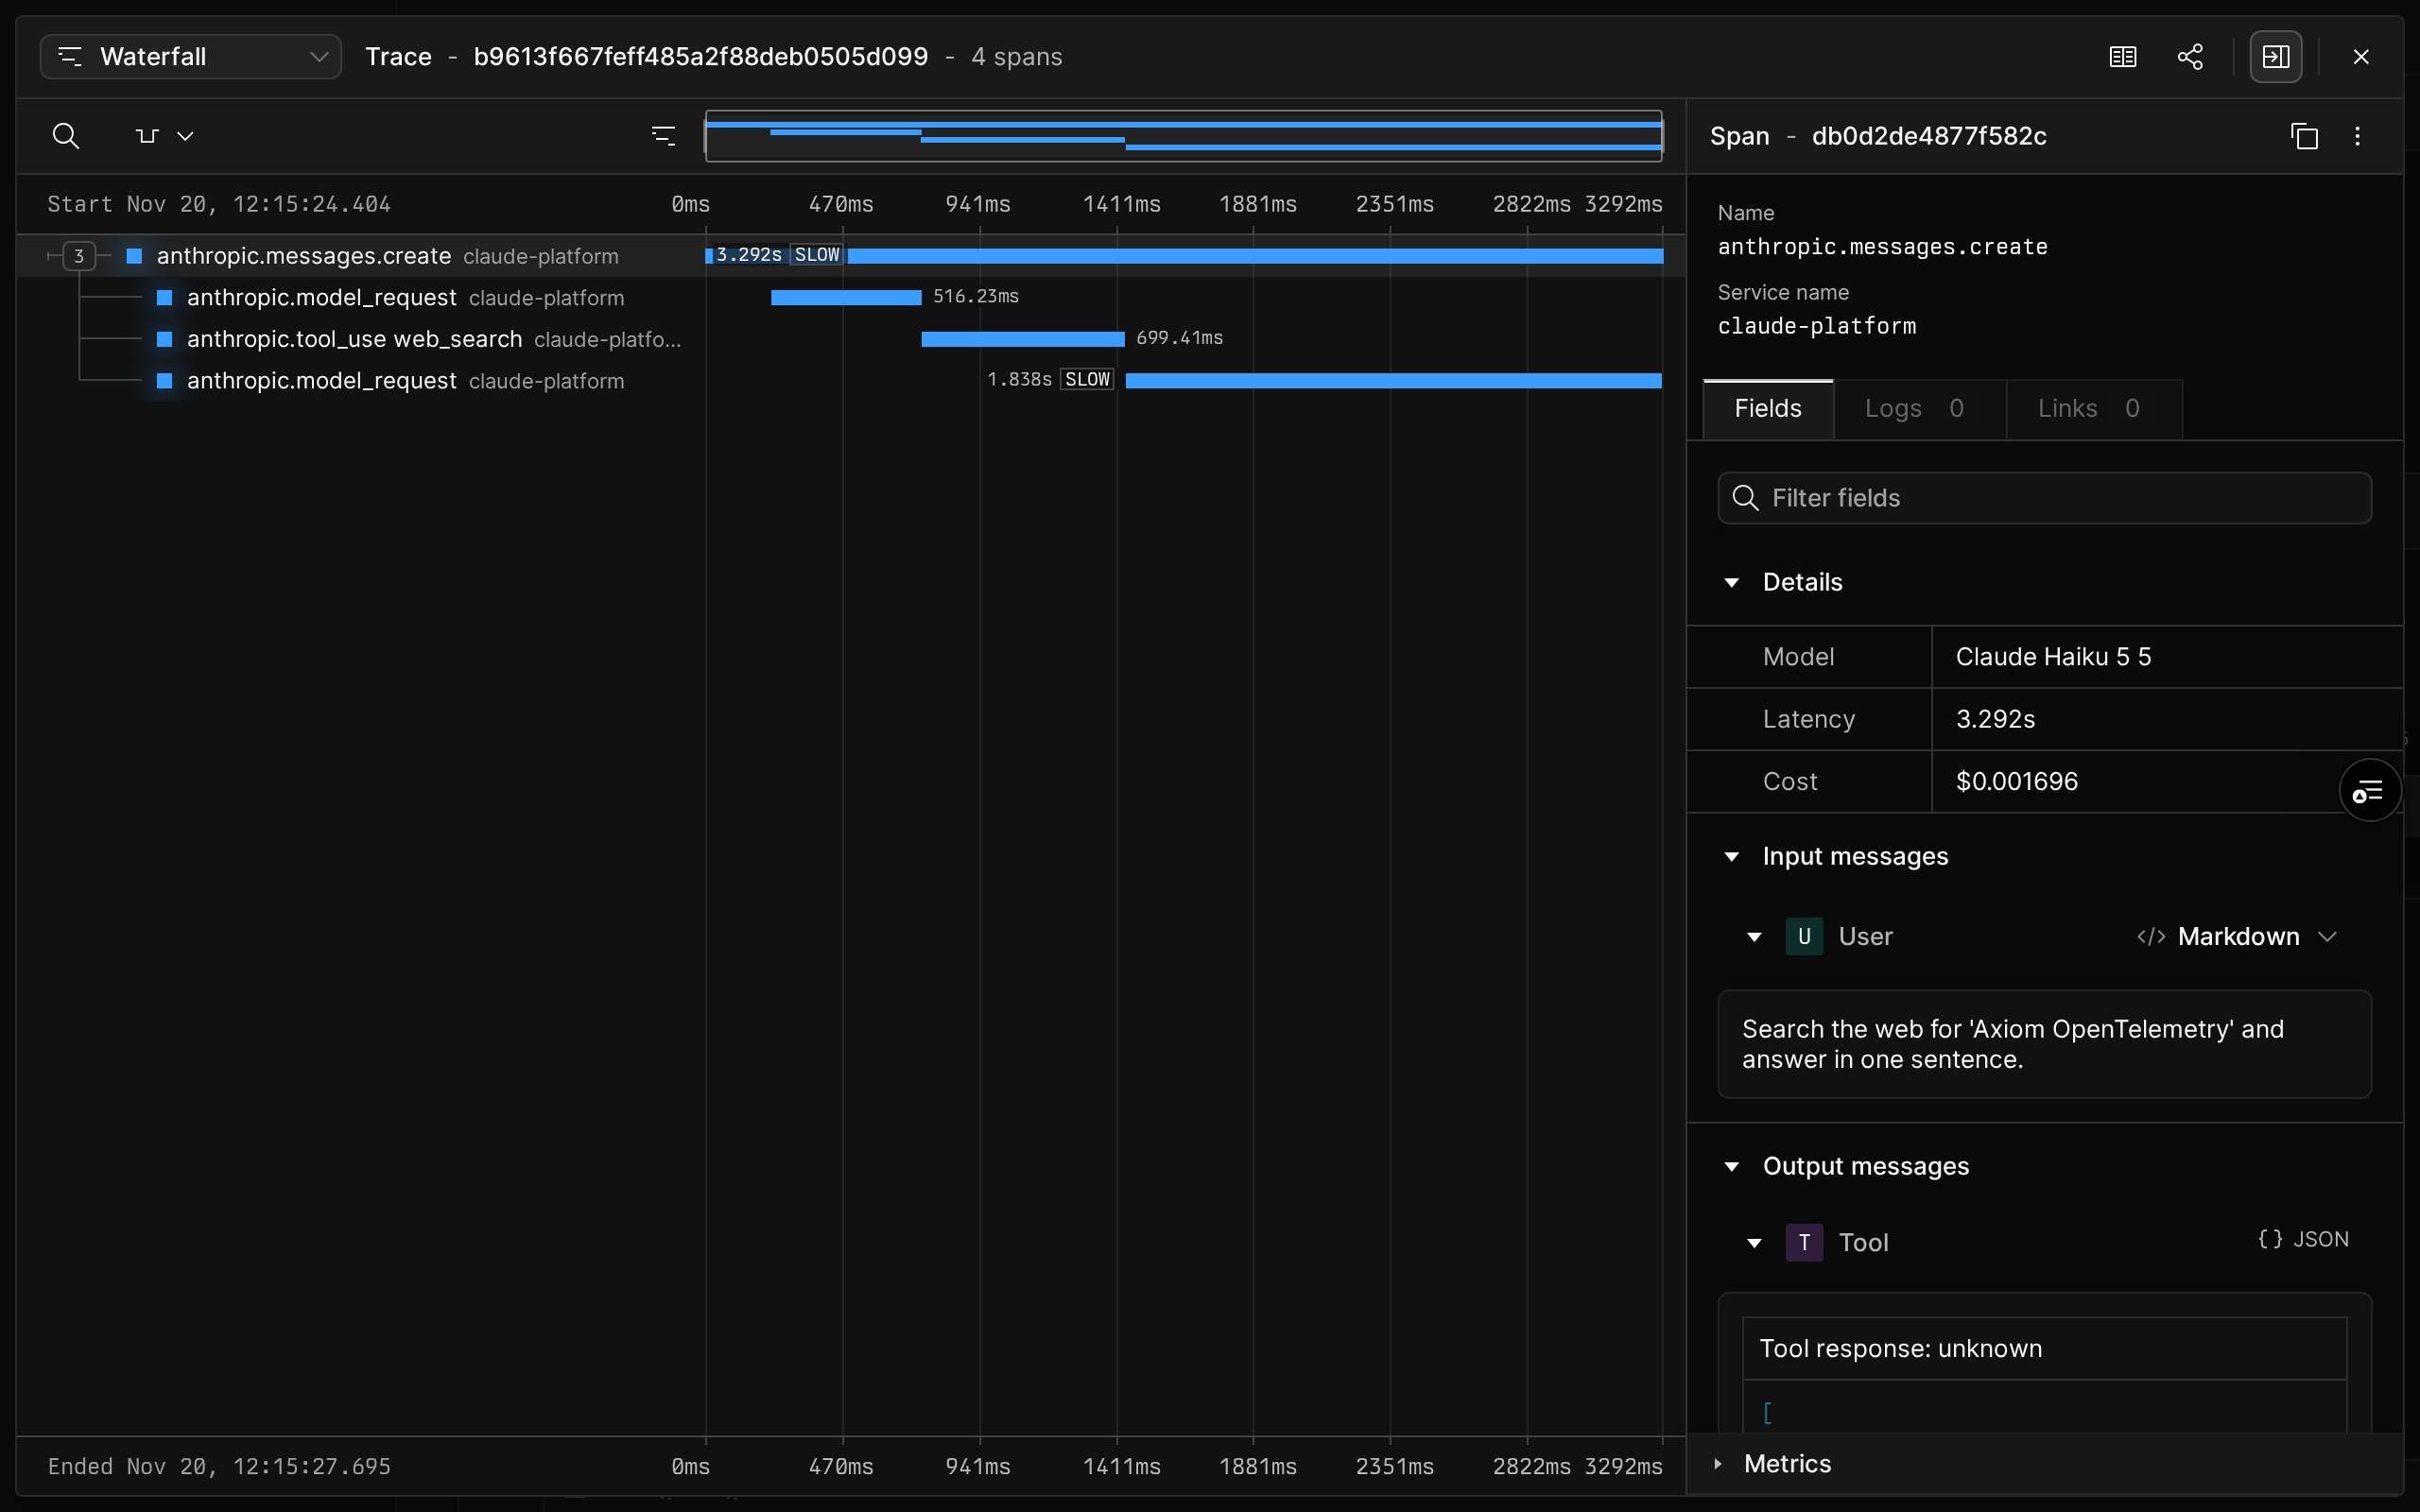 Waterfall
Trace - b9613f667feff485a2f88deb0505d099 - 4 spans
Start Nov 20, 12:15:24.404
0ms 470ms 941ms 1411ms 1881ms 2351ms 2822ms 3292ms
3 anthropic.messages.create claude-platform 3.292s SLOW
anthropic.model_request claude-platform 516.23ms
anthropic.tool_use web_search claude-platfo... 699.41ms
anthropic.model_request claude-platform 1.838s SLOW
Ended Nov 20, 12:15:27.695
0ms 470ms 941ms 1411ms 1881ms 2351ms 2822ms 3292ms
Span - db0d2de4877f582c
Name
anthropic.messages.create
Service name
claude-platform
Fields Logs 0 Links 0
Filter fields
Details
Model Claude Haiku 5 5
Latency 3.292s
Cost $0.001696
Input messages
U User </> Markdown
Search the web for 'Axiom OpenTelemetry' and
answer in one sentence.
Output messages
T Tool {} JSON
Tool response: unknown
[
Metrics